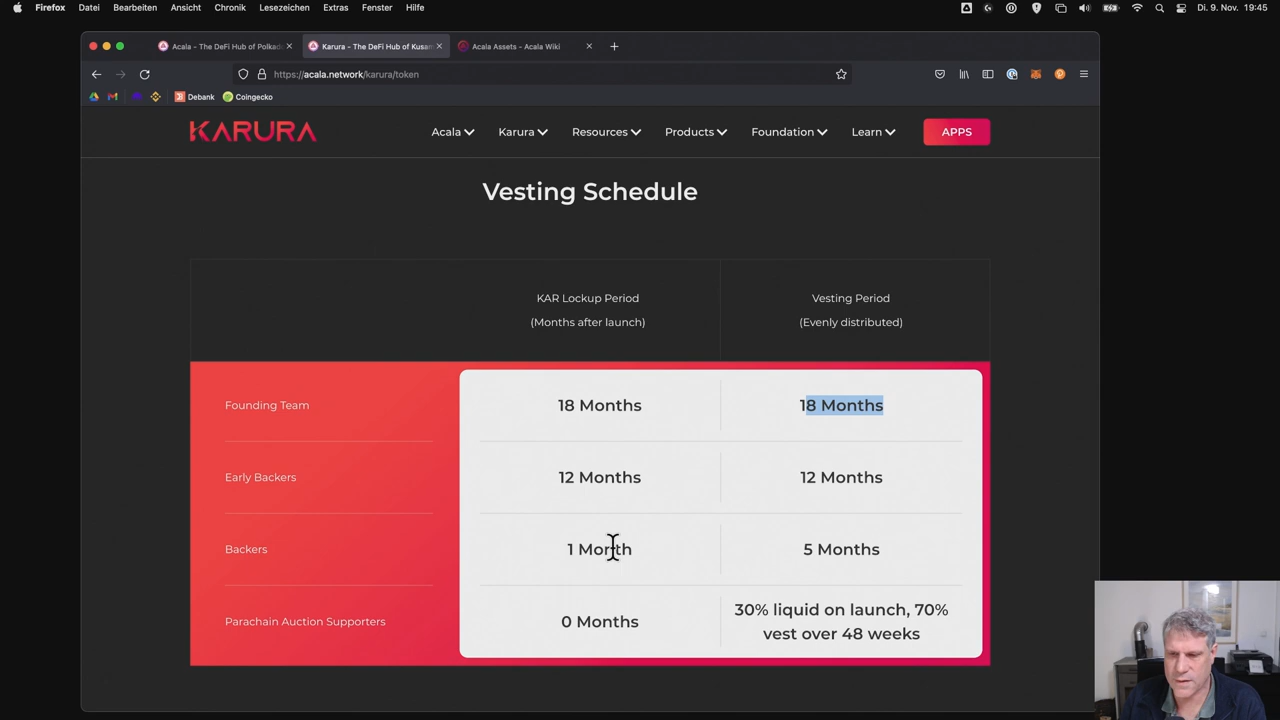 Firefox Datei Bearbeiten Ansicht Chronik Lesezeichen Extras Fenster Hilfe Di. 9. Nov. 19:45
Acala - The DeFi Hub of Polkad Karura - The DeFi Hub of Kusam Acala Assets - Acala Wiki
https://acala.network/karura/token
Debank Coingecko
KARURA Acala Karura Resources Products Foundation Learn APPS
Vesting Schedule
KAR Lockup Period
(Months after launch)
Vesting Period
(Evenly distributed)
Founding Team 18 Months 18 Months
Early Backers 12 Months 12 Months
Backers 1 Month 5 Months
Parachain Auction Supporters 0 Months 30% liquid on launch, 70%
vest over 48 weeks